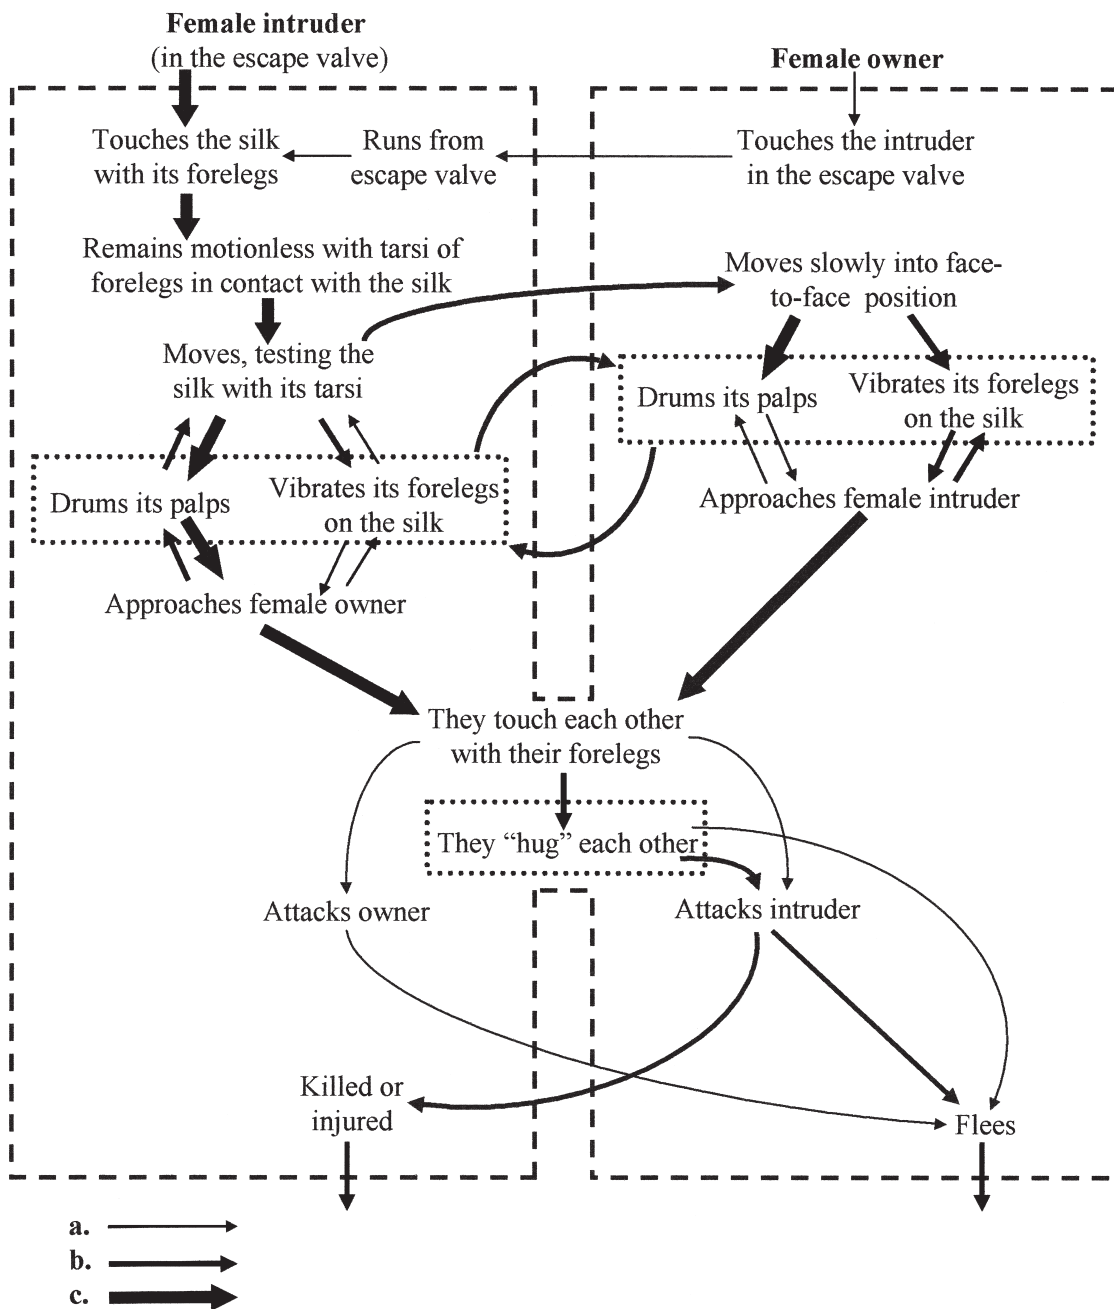 Female intruder
(in the escape valve)
Female owner
Touches the silk
with its forelegs
Runs from
escape valve
Touches the intruder
in the escape valve
Remains motionless with tarsi of
forelegs in contact with the silk
Moves slowly into face-
to-face position
Moves, testing the
silk with its tarsi
Drums its palps
Vibrates its forelegs
on the silk
Drums its palps
Vibrates its forelegs
on the silk
Approaches female intruder
Approaches female owner
They touch each other
with their forelegs
They “hug” each other
Attacks owner
Attacks intruder
Killed or
injured
Flees
a.
b.
c.